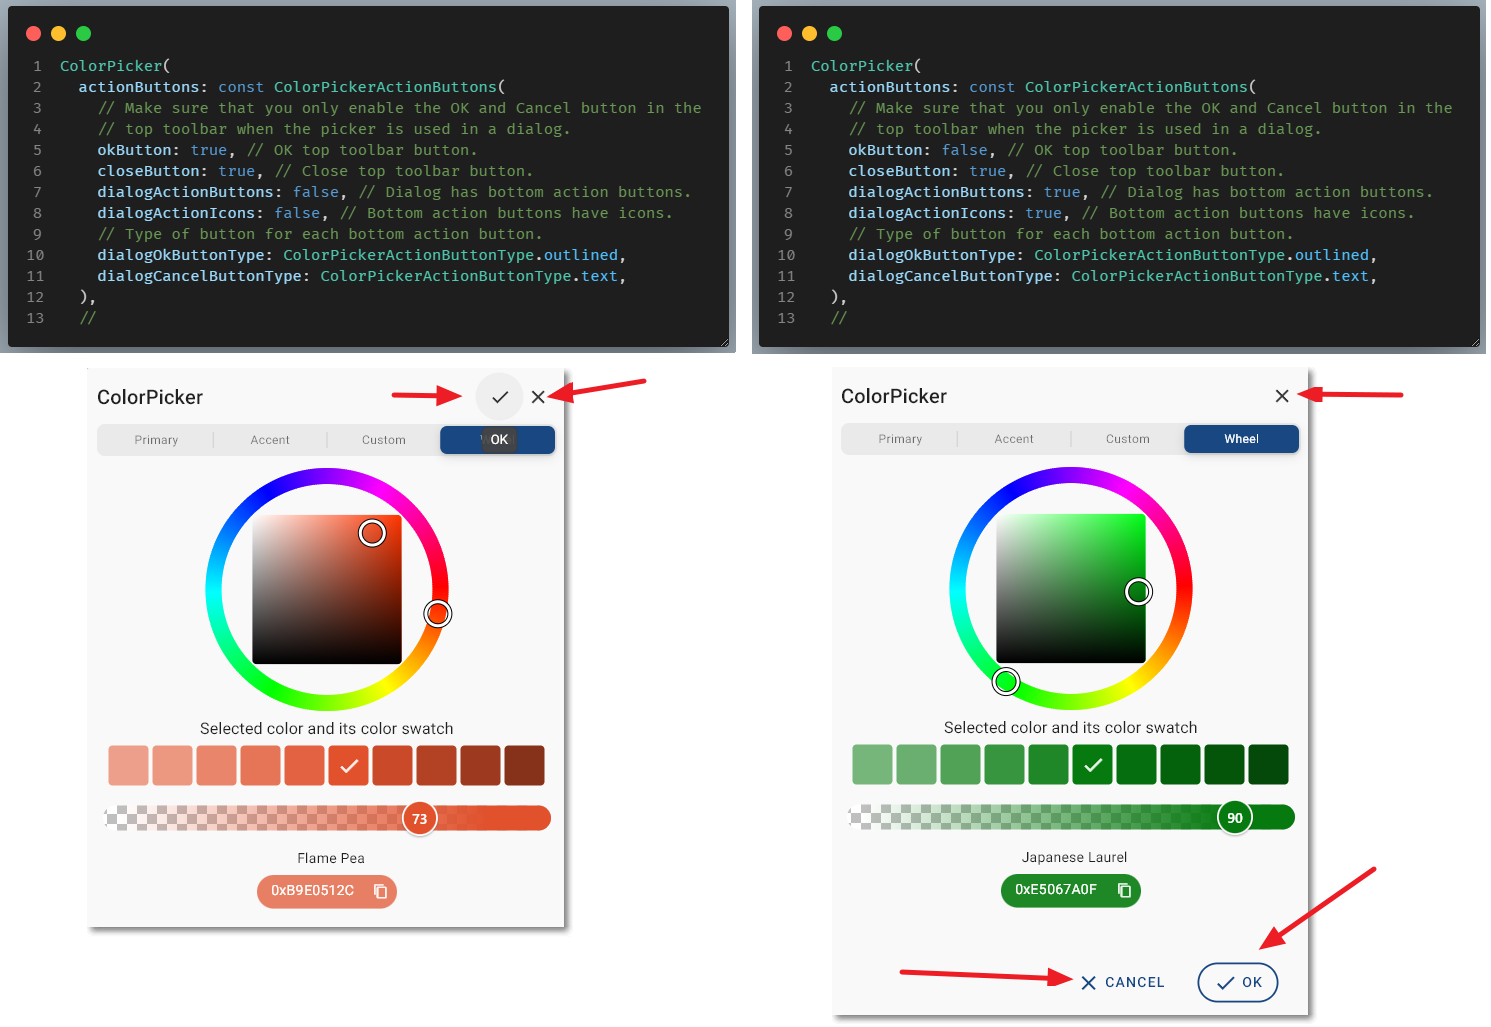 1 ColorPicker(
2 actionButtons: const ColorPickerActionButtons(
3 // Make sure that you only enable the OK and Cancel button in the
4 // top toolbar when the picker is used in a dialog.
5 okButton: true, // OK top toolbar button.
6 closeButton: true, // Close top toolbar button.
7 dialogActionButtons: false, // Dialog has bottom action buttons.
8 dialogActionIcons: false, // Bottom action buttons have icons.
9 // Type of button for each bottom action button.
10 dialogOkButtonType: ColorPickerActionButtonType.outlined,
11 dialogCancelButtonType: ColorPickerActionButtonType.text,
12 ),
13 //
1 ColorPicker(
2 actionButtons: const ColorPickerActionButtons(
3 // Make sure that you only enable the OK and Cancel button in the
4 // top toolbar when the picker is used in a dialog.
5 okButton: false, // OK top toolbar button.
6 closeButton: true, // Close top toolbar button.
7 dialogActionButtons: true, // Dialog has bottom action buttons.
8 dialogActionIcons: true, // Bottom action buttons have icons.
9 // Type of button for each bottom action button.
10 dialogOkButtonType: ColorPickerActionButtonType.outlined,
11 dialogCancelButtonType: ColorPickerActionButtonType.text,
12 ),
13 //
ColorPicker
Primary Accent Custom OK
Selected color and its color swatch
73
Flame Pea
0xB9E0512C
ColorPicker
Primary Accent Custom Wheel
Selected color and its color swatch
90
Japanese Laurel
0xE5067A0F
CANCEL OK